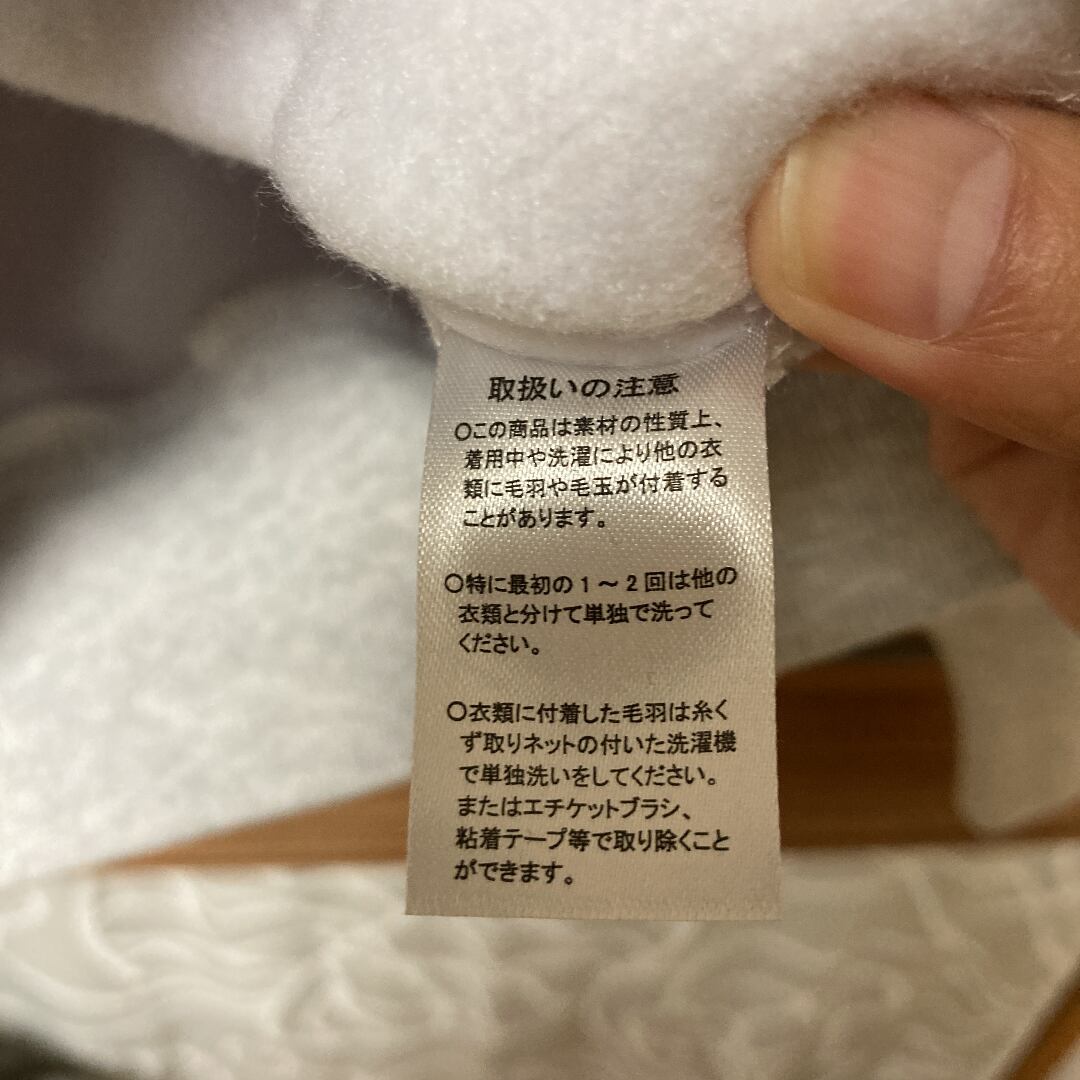 取扱いの注意
○この商品は素材の性質上、
着用中や洗濯により他の衣
類に毛羽や毛玉が付着する
ことがあります。
○特に最初の1~2回は他の
衣類と分けて単独で洗って
ください。
○衣類に付着した毛羽は糸く
ず取りネットの付いた洗濯機
で単独洗いをしてください。
またはエチケットブラシ、
粘着テープ等で取り除くこと
ができます。